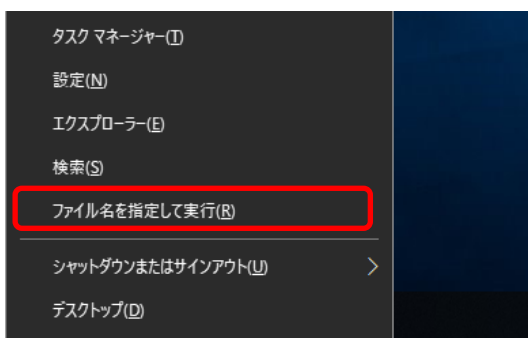 タスク マネージャー(T)
設定(N)
エクスプローラー(E)
検索(S)
ファイル名を指定して実行(R)
シャットダウンまたはサインアウト(U)
デスクトップ(D)